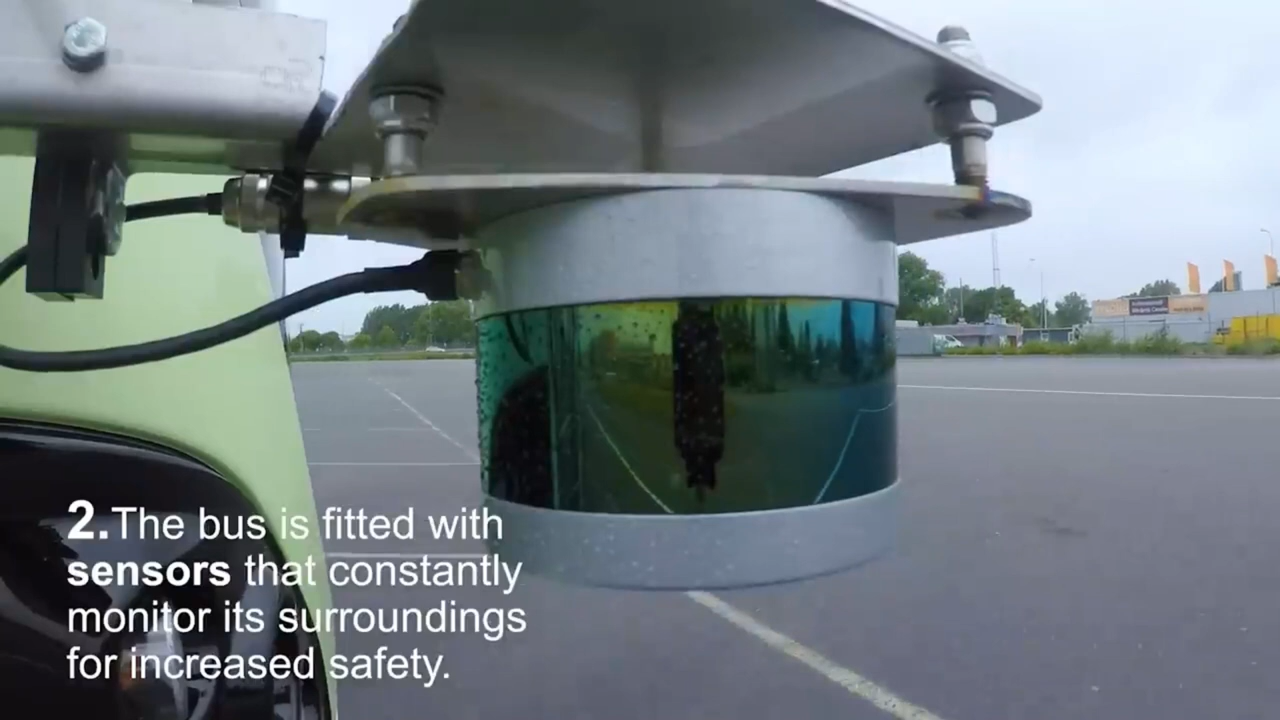 2.The bus is fitted with
sensors that constantly
monitor its surroundings
for increased safety.